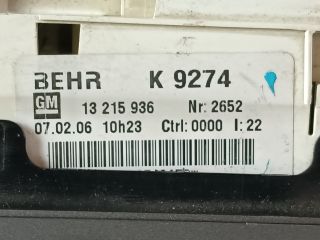 BEHR K 9274
GM 13 215 936 Nr: 2652
07.02.06 10h23 Ctrl:0000 I:22